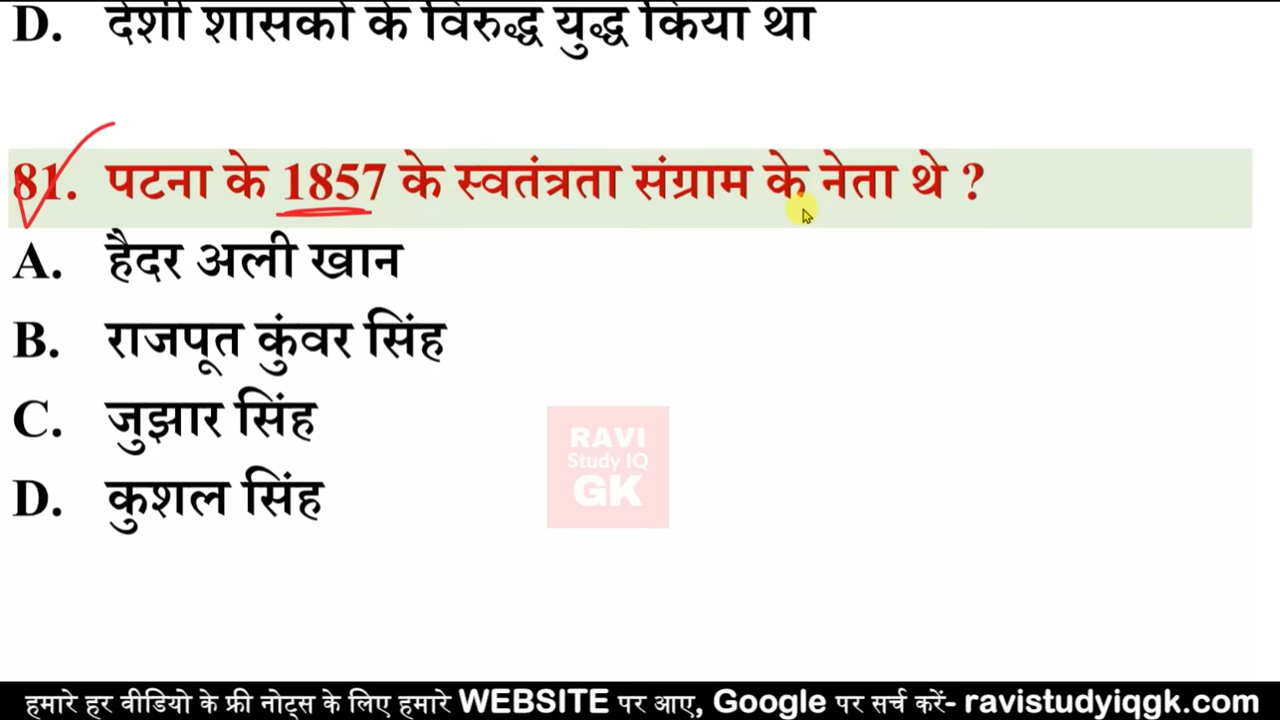 D. देशी शासकों के विरुद्ध युद्ध किया था
81. पटना के 1857 के स्वतंत्रता संग्राम के नेता थे ?
A. हैदर अली खान
B. राजपूत कुंवर सिंह
C. जुझार सिंह
D. कुशल सिंह
RAVI
Study IQ
GK
हमारे हर वीडियो के फ्री नोट्स के लिए हमारे WEBSITE पर आए, Google पर सर्च करें- ravistudyiqgk.com